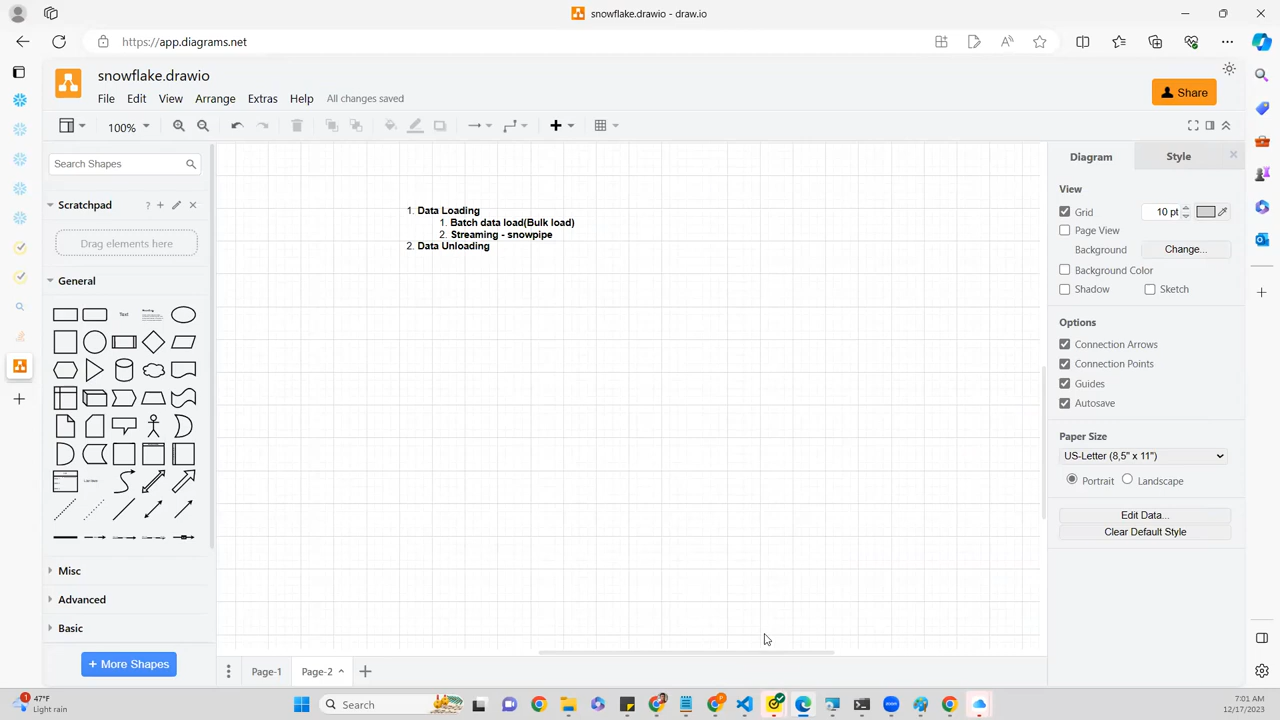 snowflake.drawio - draw.io
https://app.diagrams.net
snowflake.drawio
File Edit View Arrange Extras Help All changes saved
Share
100%
Search Shapes
Scratchpad
?
Drag elements here
General
Text
Heading
List Item
Misc
Advanced
Basic
+ More Shapes
1. Data Loading
1. Batch data load(Bulk load)
2. Streaming - snowpipe
2. Data Unloading
Diagram Style
View
Grid 10 pt
Page View
Background Change...
Background Color
Shadow Sketch
Options
Connection Arrows
Connection Points
Guides
Autosave
Paper Size
US-Letter (8,5" x 11")
Portrait Landscape
Edit Data...
Clear Default Style
Page-1 Page-2
1
47°F
Light rain
Search
7:01 AM
12/17/2023